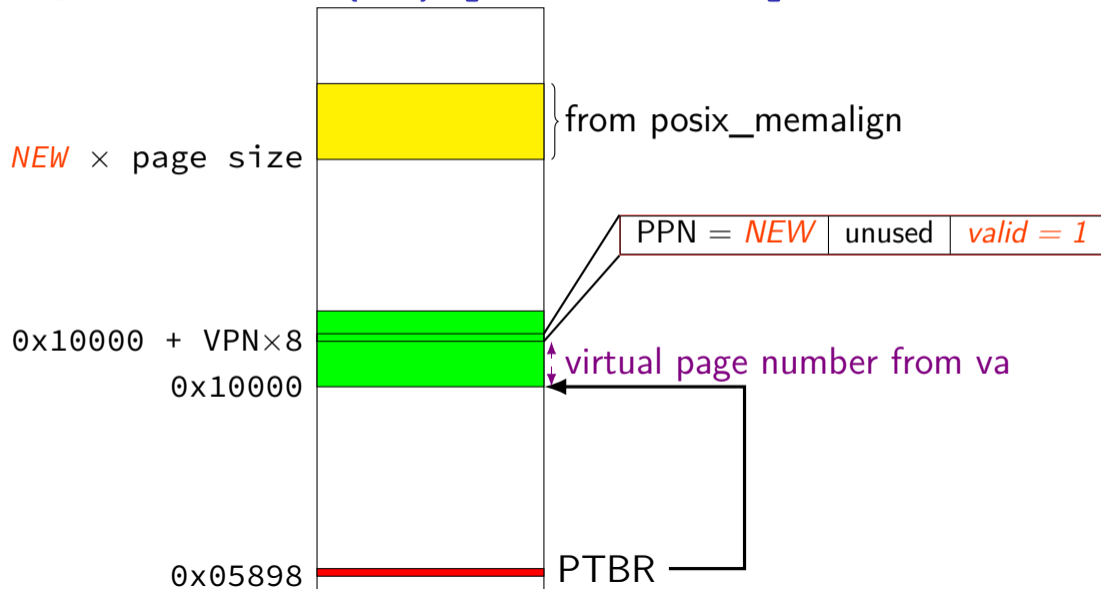 from posix_memalign
NEW × page size
PPN = NEW unused valid = 1
0x10000 + VPN×8
virtual page number from va
0x10000
0x05898
PTBR